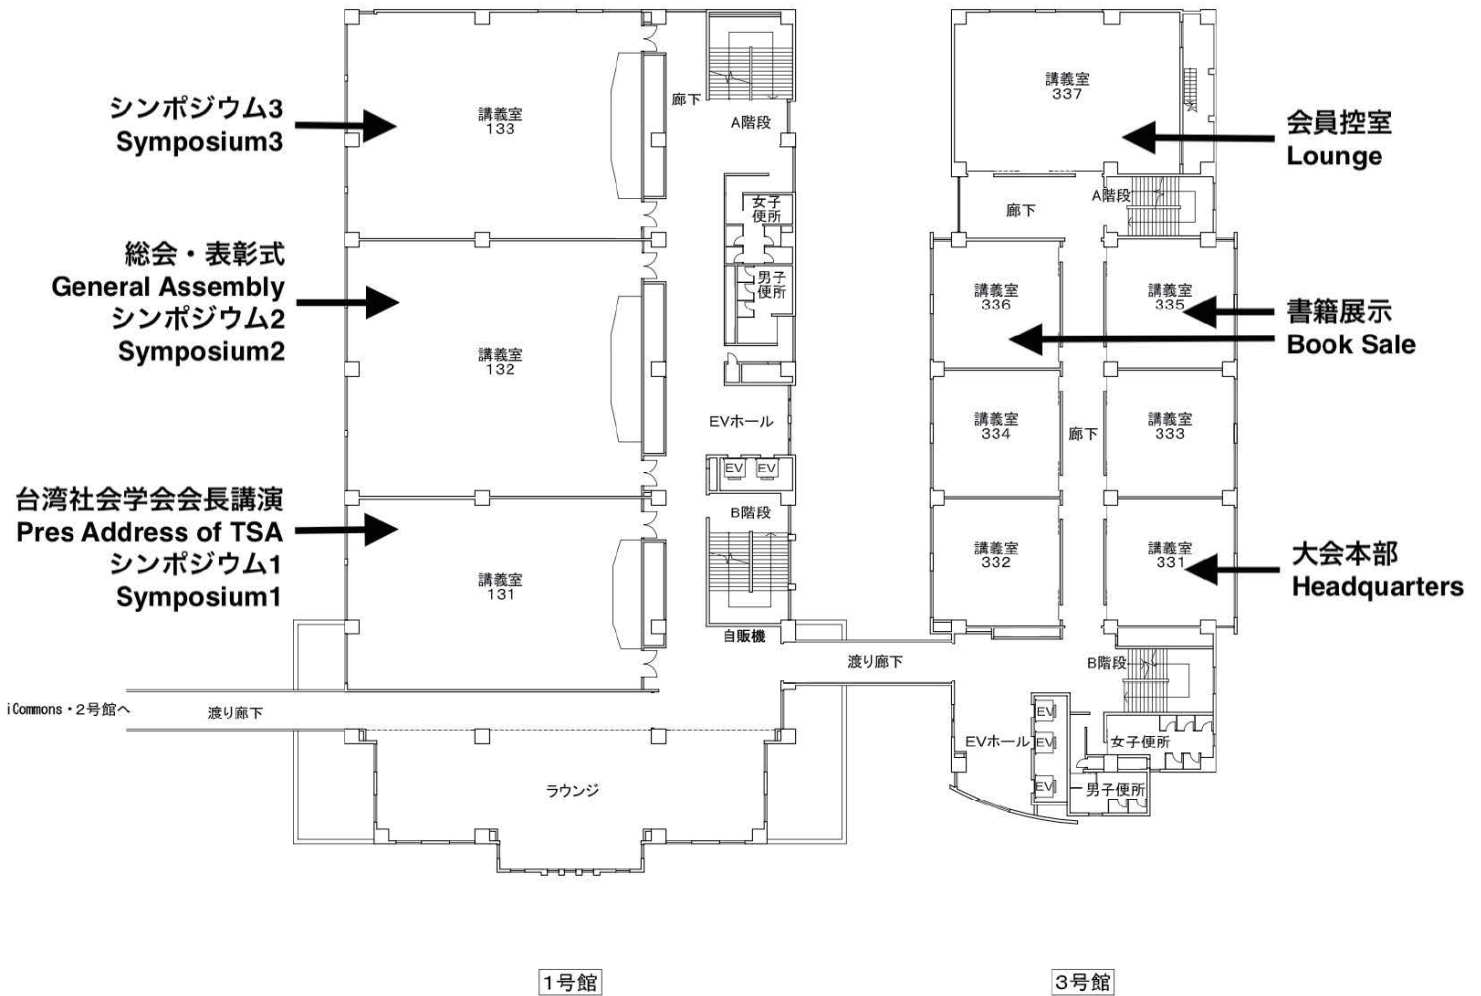 シンポジウム3
Symposium3
総会・表彰式
General Assembly
シンポジウム2
Symposium2
台湾社会学会会長講演
Pres Address of TSA
シンポジウム1
Symposium1
iCommons・2号館へ
渡り廊下
講義室
133
講義室
132
講義室
131
廊下
A階段
女子
便所
男子
便所
EVホール
EV
EV
B階段
自販機
渡り廊下
ラウンジ
1号館
講義室
337
廊下
A階段
講義室
336
講義室
335
講義室
334
廊下
講義室
333
講義室
332
講義室
331
B階段
EVホール
EV
EV
EV
女子便所
男子便所
3号館
会員控室
Lounge
書籍展示
Book Sale
大会本部
Headquarters